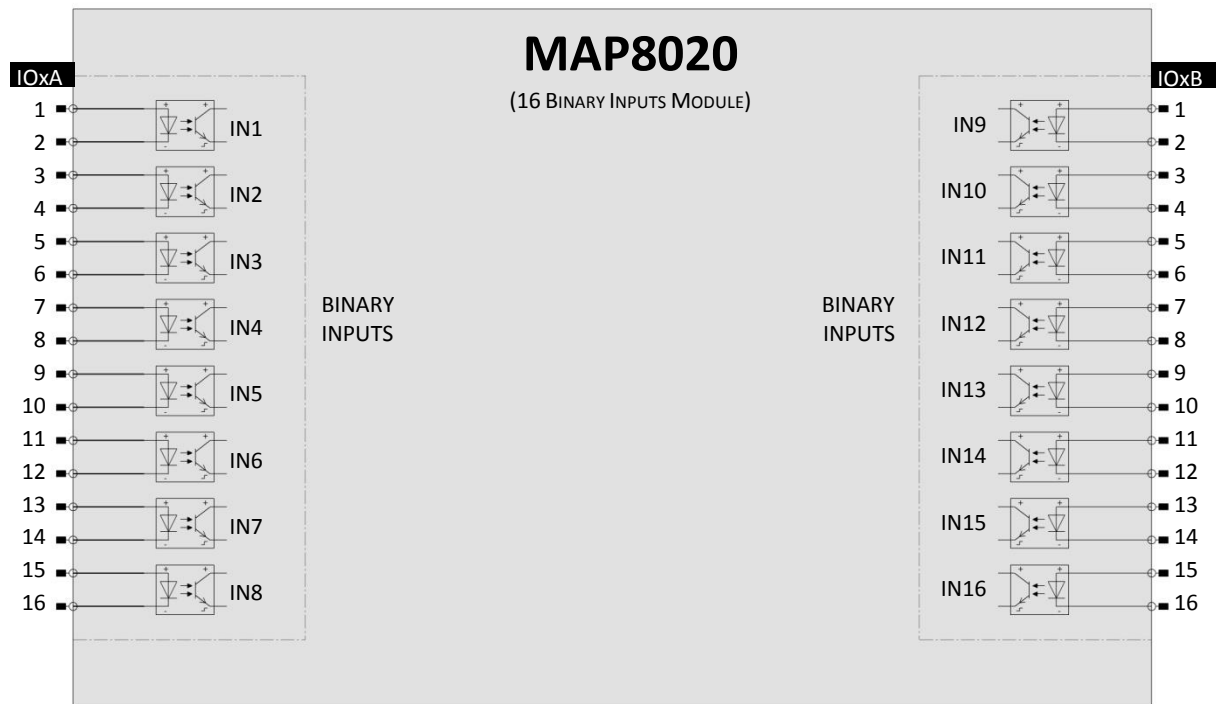 MAP8020
(16 BINARY INPUTS MODULE)
IOxA
1
2
3
4
5
6
7
8
9
10
11
12
13
14
15
16
IN1
IN2
IN3
IN4
IN5
IN6
IN7
IN8
BINARY
INPUTS
BINARY
INPUTS
IN9
IN10
IN11
IN12
IN13
IN14
IN15
IN16
IOxB
1
2
3
4
5
6
7
8
9
10
11
12
13
14
15
16